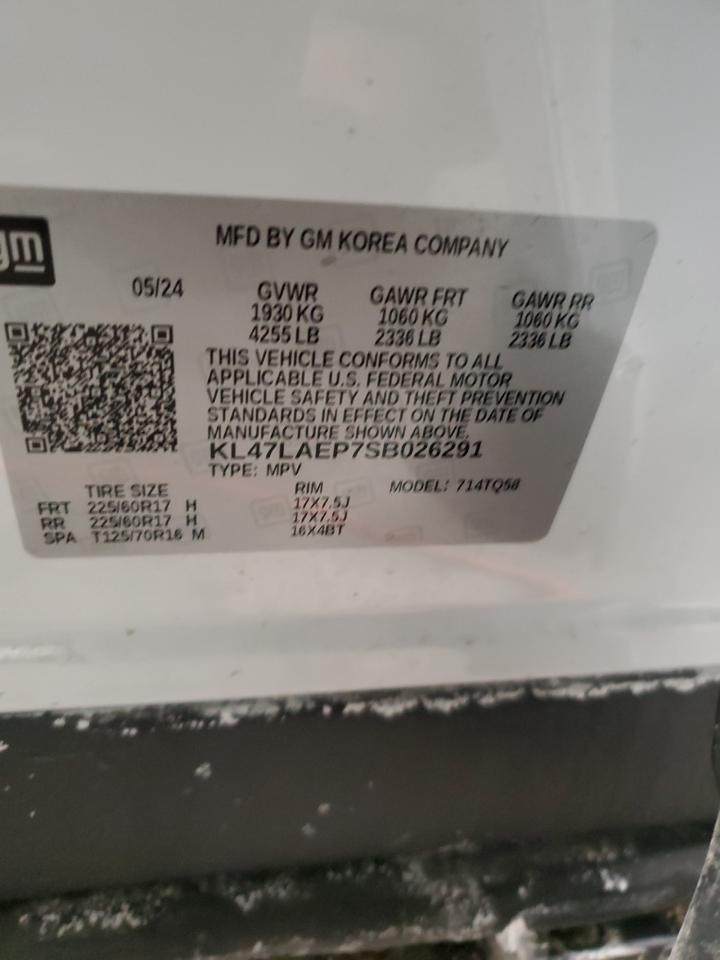 gm
MFD BY GM KOREA COMPANY
05/24 GVWR GAWR FRT GAWR RR
1930 KG 1060 KG 1060 KG
4255 LB 2336 LB 2336 LB
THIS VEHICLE CONFORMS TO ALL
APPLICABLE U.S. FEDERAL MOTOR
VEHICLE SAFETY AND THEFT PREVENTION
STANDARDS IN EFFECT ON THE DATE OF
MANUFACTURE SHOWN ABOVE.
KL47LAEP7SB026291
TYPE: MPV
TIRE SIZE RIM MODEL: 714TQ58
FRT 225/60R17 H 17X7.5J
RR 225/60R17 H 17X7.5J
SPA T125/70R16 M 16X4BT